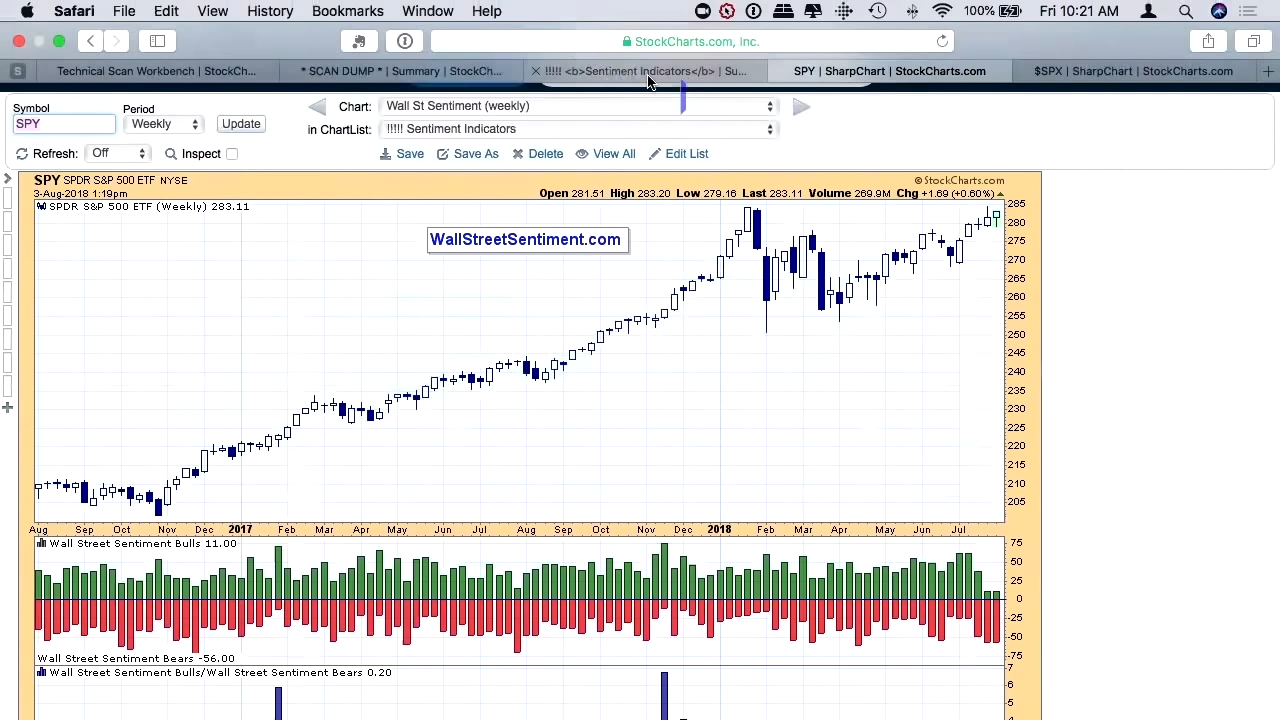 Safari File Edit View History Bookmarks Window Help 100% Fri 10:21 AM
StockCharts.com, Inc.
S Technical Scan Workbench | StockCh... * SCAN DUMP * | Summary | StockCh... !!!!! <b>Sentiment Indicators</b> | Su... SPY | SharpChart | StockCharts.com $SPX | SharpChart | StockCharts.com
Symbol Period Chart: Wall St Sentiment (weekly)
SPY Weekly Update in ChartList: !!!!! Sentiment Indicators
Refresh: Off Inspect Save Save As Delete View All Edit List
SPY SPDR S&P 500 ETF NYSE © StockCharts.com
3-Aug-2018 1:19pm Open 281.51 High 283.20 Low 279.16 Last 283.11 Volume 269.9M Chg +1.69 (+0.60%)
SPDR S&P 500 ETF (Weekly) 283.11
WallStreetSentiment.com
285
280
275
270
265
260
255
250
245
240
235
230
225
220
215
210
205
Aug Sep Oct Nov Dec 2017 Feb Mar Apr May Jun Jul Aug Sep Oct Nov Dec 2018 Feb Mar Apr May Jun Jul
Wall Street Sentiment Bulls 11.00
75
50
25
0
-25
-50
-75
Wall Street Sentiment Bears -56.00
Wall Street Sentiment Bulls/Wall Street Sentiment Bears 0.20
7
6
5
4